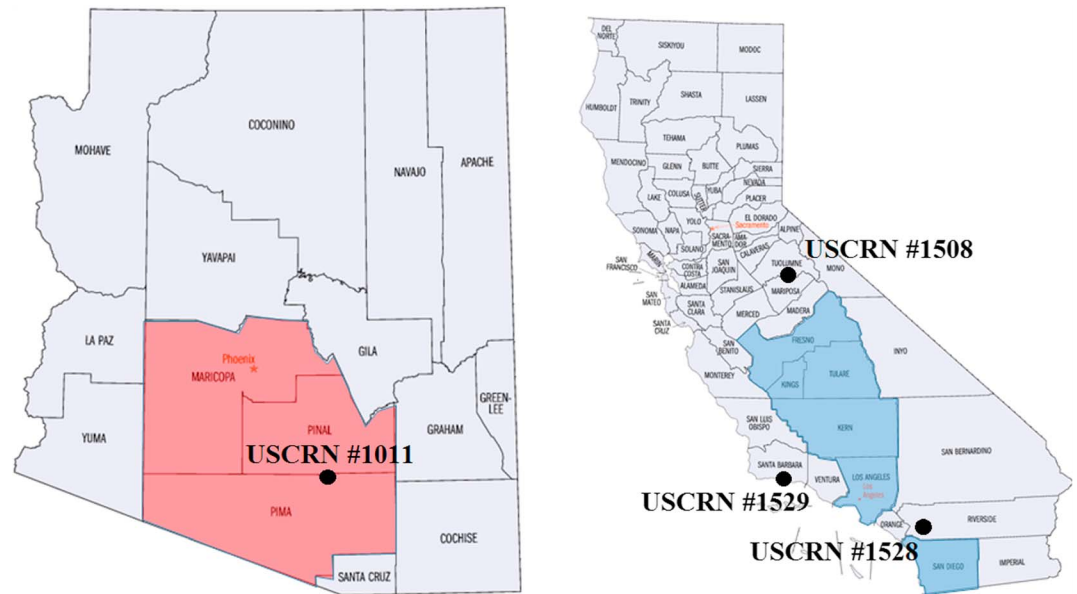 MOHAVE
COCONINO
NAVAJO
APACHE
YAVAPAI
LA PAZ
GILA
Phoenix
MARICOPA
GREEN-
LEE
PINAL
YUMA
GRAHAM
USCRN #1011
PIMA
COCHISE
SANTA CRUZ
DEL
NORTE
SISKIYOU
MODOC
HUMBOLDT
TRINITY
SHASTA
LASSEN
TEHAMA
PLUMAS
MENDOCINO
GLENN
BUTTE
SIERRA
NEVADA
LAKE
COLUSA
SUTTER
YUBA
PLACER
YOLO
EL DORADO
Sacramento
SONOMA
NAPA
SACRA-
MENTO
AMA-
DOR
ALPINE
SOLANO
CALAVERAS
USCRN #1508
MARIN
SAN
FRANCISCO
CONTRA
COSTA
SAN
JOAQUIN
TUOLUMNE
MONO
ALAMEDA
STANISLAUS
MARIPOSA
SAN
MATEO
SANTA
CLARA
MERCED
MADERA
SANTA
CRUZ
SAN
BENITO
FRESNO
INYO
MONTEREY
KINGS
TULARE
SAN LUIS
OBISPO
KERN
SAN BERNARDINO
SANTA BARBARA
VENTURA
LOS ANGELES
Los
Angeles
USCRN #1529
ORANGE
RIVERSIDE
USCRN #1528
SAN DIEGO
IMPERIAL